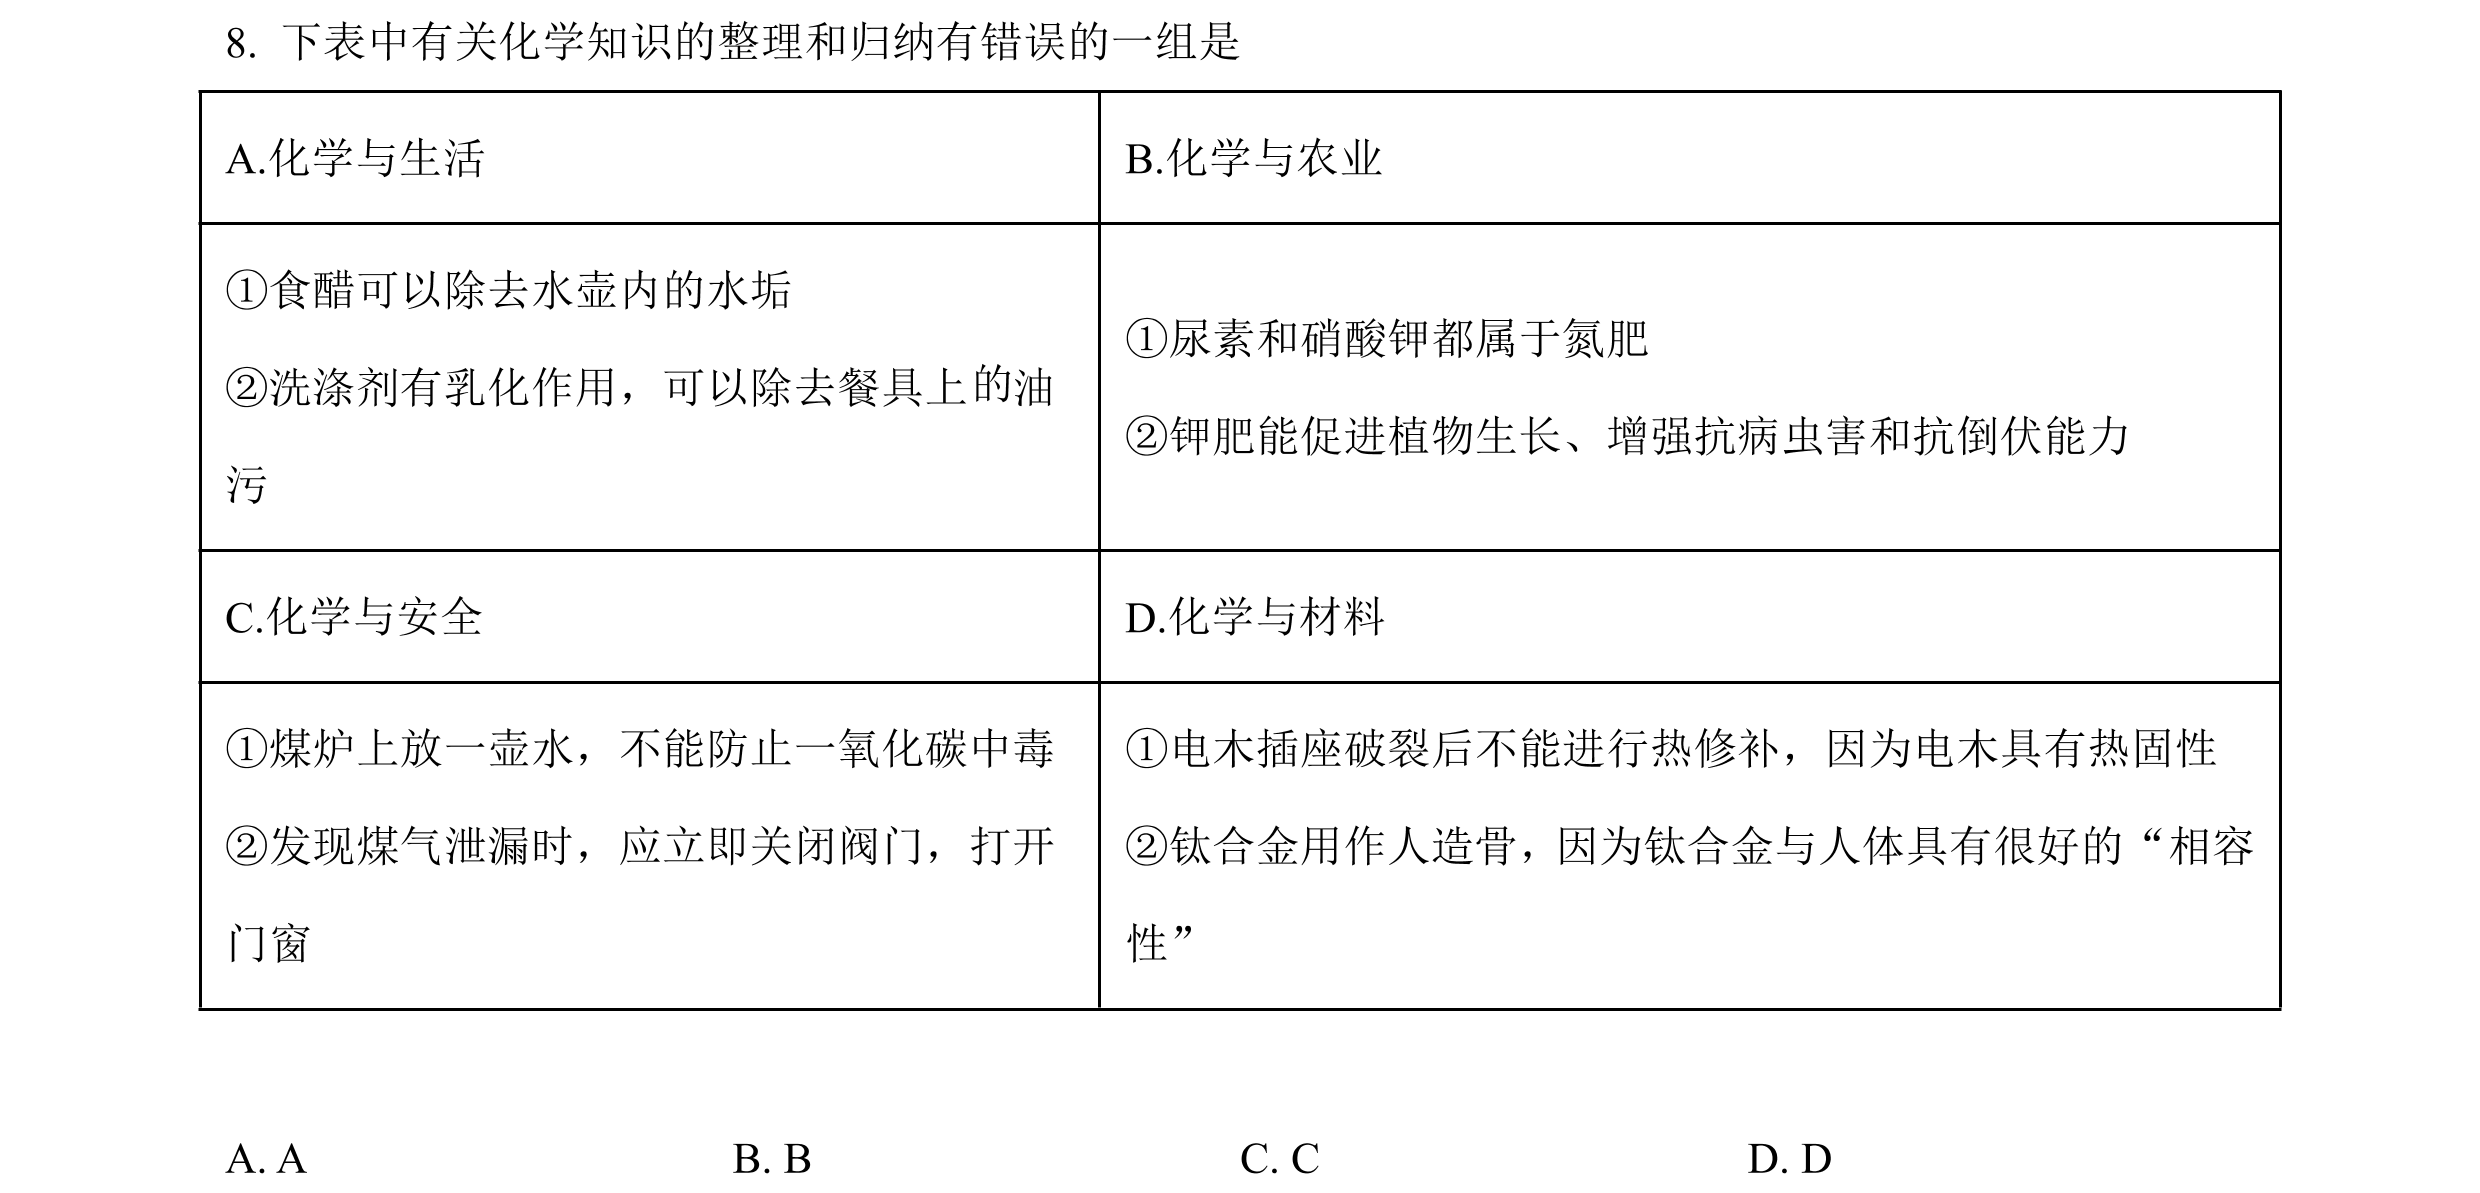 8. 下表中有关化学知识的整理和归纳有错误的一组是
A.化学与生活
B.化学与农业
①食醋可以除去水壶内的水垢
②洗涤剂有乳化作用，可以除去餐具上的油
污
①尿素和硝酸钾都属于氮肥
②钾肥能促进植物生长、增强抗病虫害和抗倒伏能力
C.化学与安全
D.化学与材料
①煤炉上放一壶水，不能防止一氧化碳中毒
②发现煤气泄漏时，应立即关闭阀门，打开
门窗
①电木插座破裂后不能进行热修补，因为电木具有热固性
②钛合金用作人造骨，因为钛合金与人体具有很好的“相容
性”
A. A B. B C. C D. D